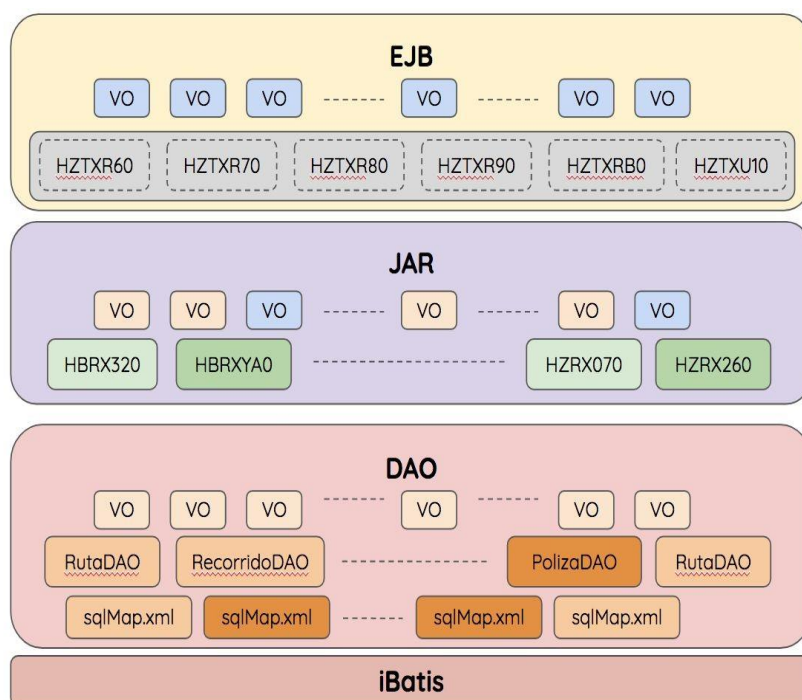 EJB
VO VO VO VO VO VO
HZTXR60 HZTXR70 HZTXR80 HZTXR90 HZTXRB0 HZTXU10
JAR
VO VO VO VO VO VO
HBRX320 HBRXYA0 HZRX070 HZRX260
DAO
VO VO VO VO VO VO
RutaDAO RecorridoDAO PolizaDAO RutaDAO
sqlMap.xml sqlMap.xml sqlMap.xml sqlMap.xml
iBatis